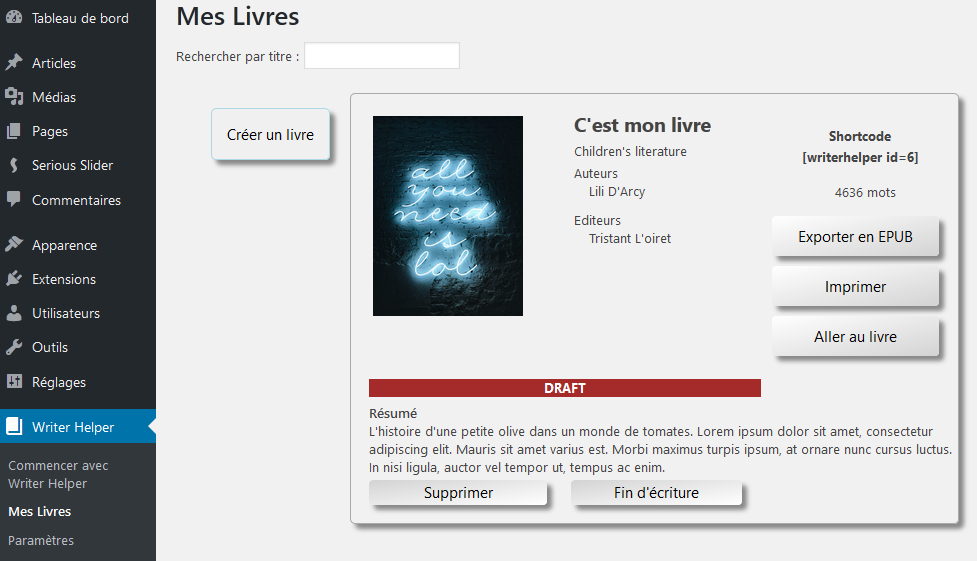 Tableau de bord
Articles
Médias
Pages
Serious Slider
Commentaires
Apparence
Extensions
Utilisateurs
Outils
Réglages
Writer Helper
Commencer avec
Writer Helper
Mes Livres
Paramètres
Mes Livres
Rechercher par titre :
Créer un livre
all
you
need
is
lol
C'est mon livre
Children's literature
Auteurs
Lili D'Arcy
Editeurs
Tristant L'oiret
Shortcode
[writerhelper id=6]
4636 mots
Exporter en EPUB
Imprimer
Aller au livre
DRAFT
Résumé
L'histoire d'une petite olive dans un monde de tomates. Lorem ipsum dolor sit amet, consectetur
adipiscing elit. Mauris sit amet varius est. Morbi maximus turpis ipsum, at ornare nunc cursus luctus.
In nisi ligula, auctor vel tempor ut, tempus ac enim.
Supprimer
Fin d'écriture